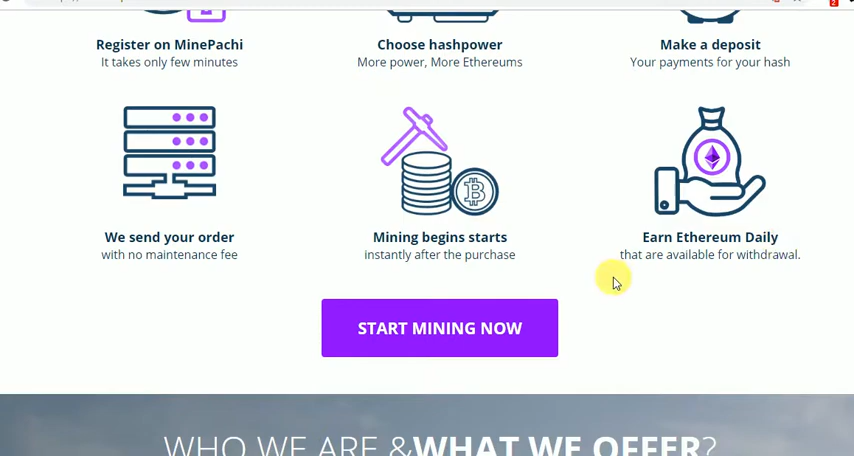 Register on MinePachi
It takes only few minutes
Choose hashpower
More power, More Ethereums
Make a deposit
Your payments for your hash
We send your order
with no maintenance fee
Mining begins starts
instantly after the purchase
Earn Ethereum Daily
that are available for withdrawal.
START MINING NOW
WHO WE ARE &WHAT WE OFFER?